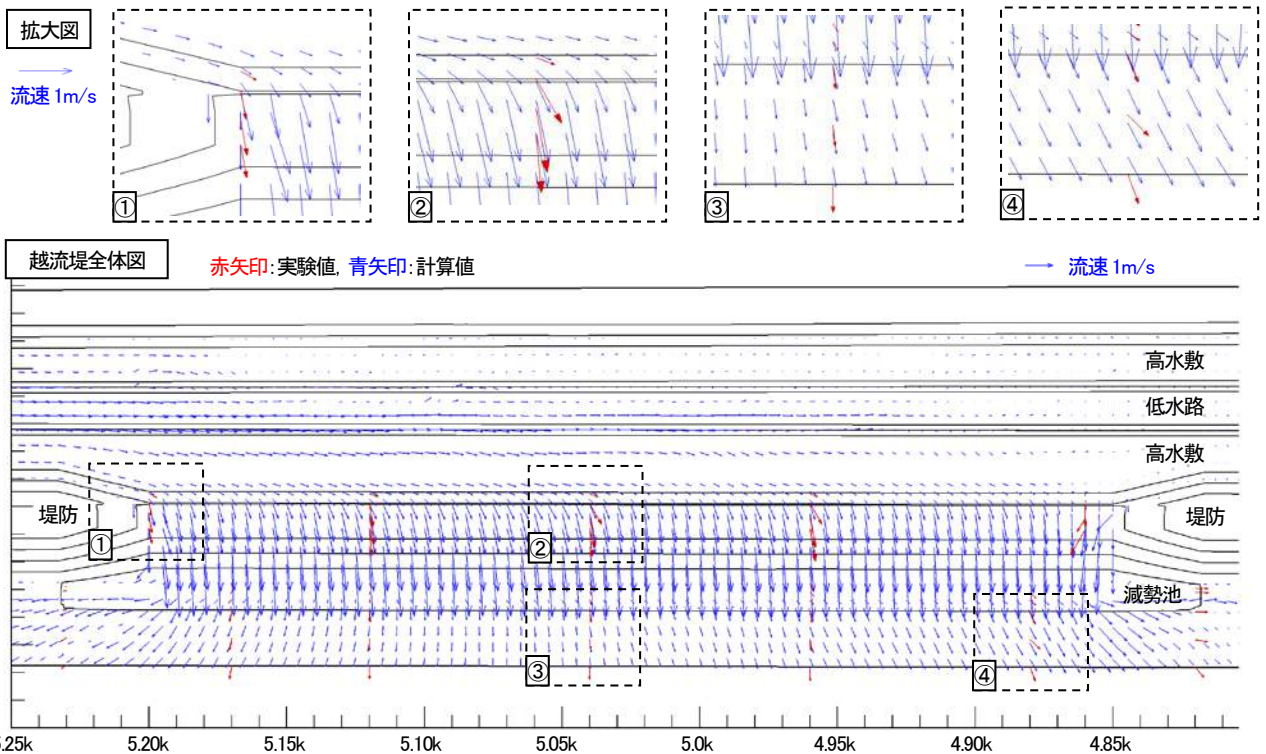 拡大図
流速 1m/s
①
②
③
④
越流堤全体図
赤矢印:実験値, 青矢印:計算値
流速 1m/s
高水敷
低水路
高水敷
堤防
①
②
堤防
減勢池
③
④
5.25k 5.20k 5.15k 5.10k 5.05k 5.0k 4.95k 4.90k 4.85k